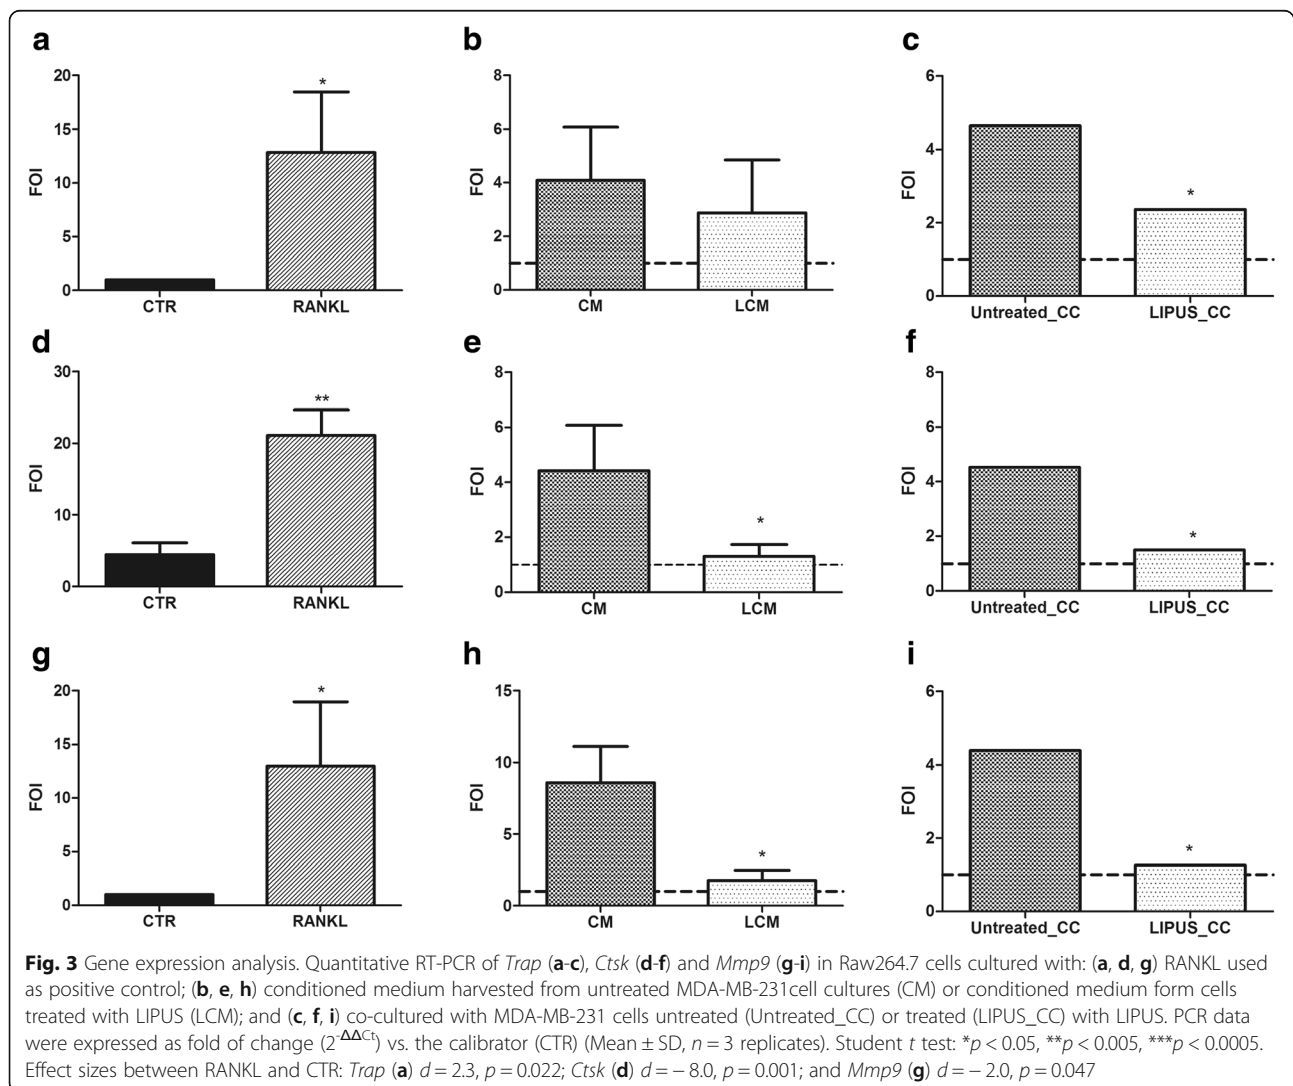 a
20
15
10
5
0
FOI
*
CTR
RANKL
b
8
6
4
2
0
FOI
CM
LCM
c
6
4
2
0
FOI
*
Untreated_CC
LIPUS_CC
d
30
20
10
0
FOI
**
CTR
RANKL
e
8
6
4
2
0
FOI
*
CM
LCM
f
8
6
4
2
0
FOI
*
Untreated_CC
LIPUS_CC
g
20
15
10
5
0
FOI
*
CTR
RANKL
h
15
10
5
0
FOI
*
CM
LCM
i
6
4
2
0
FOI
*
Untreated_CC
LIPUS_CC
Fig. 3 Gene expression analysis. Quantitative RT-PCR of Trap (a-c), Ctsk (d-f) and Mmp9 (g-i) in Raw264.7 cells cultured with: (a, d, g) RANKL used
as positive control; (b, e, h) conditioned medium harvested from untreated MDA-MB-231cell cultures (CM) or conditioned medium form cells
treated with LIPUS (LCM); and (c, f, i) co-cultured with MDA-MB-231 cells untreated (Untreated_CC) or treated (LIPUS_CC) with LIPUS. PCR data
were expressed as fold of change (2^-ΔΔCt) vs. the calibrator (CTR) (Mean ± SD, n = 3 replicates). Student t test: *p < 0.05, **p < 0.005, ***p < 0.0005.
Effect sizes between RANKL and CTR: Trap (a) d = 2.3, p = 0.022; Ctsk (d) d = − 8.0, p = 0.001; and Mmp9 (g) d = − 2.0, p = 0.047